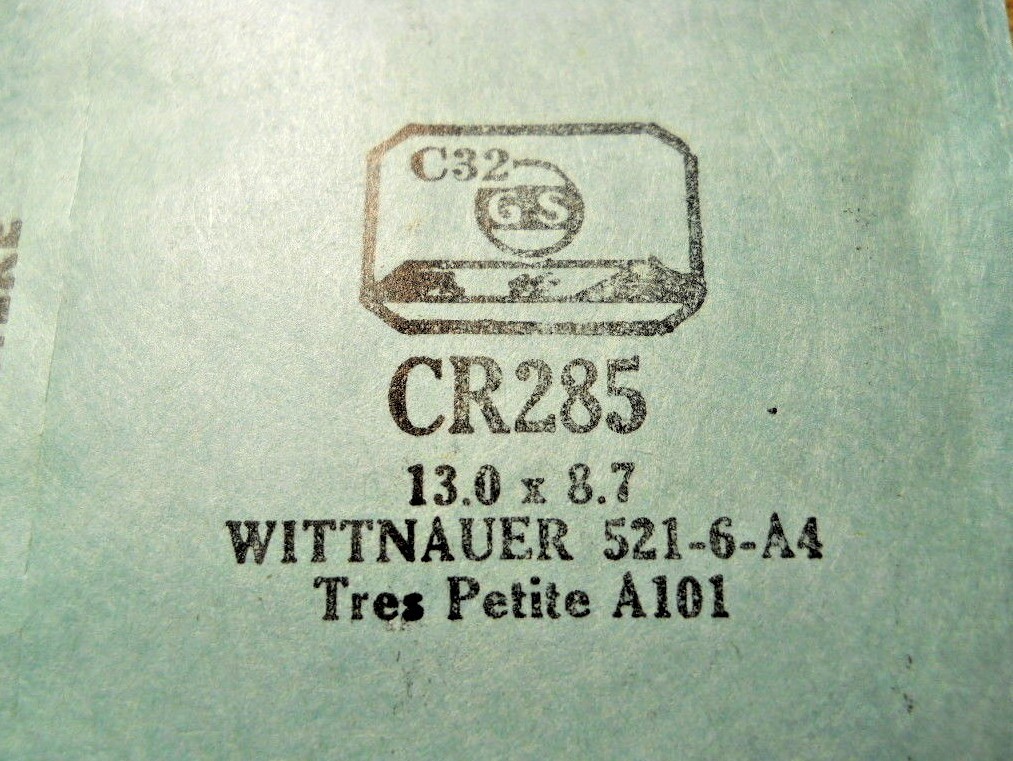 C32
GS
CR285
13.0 x 8.7
WITTNAUER 521-6-A4
Tres Petite A101